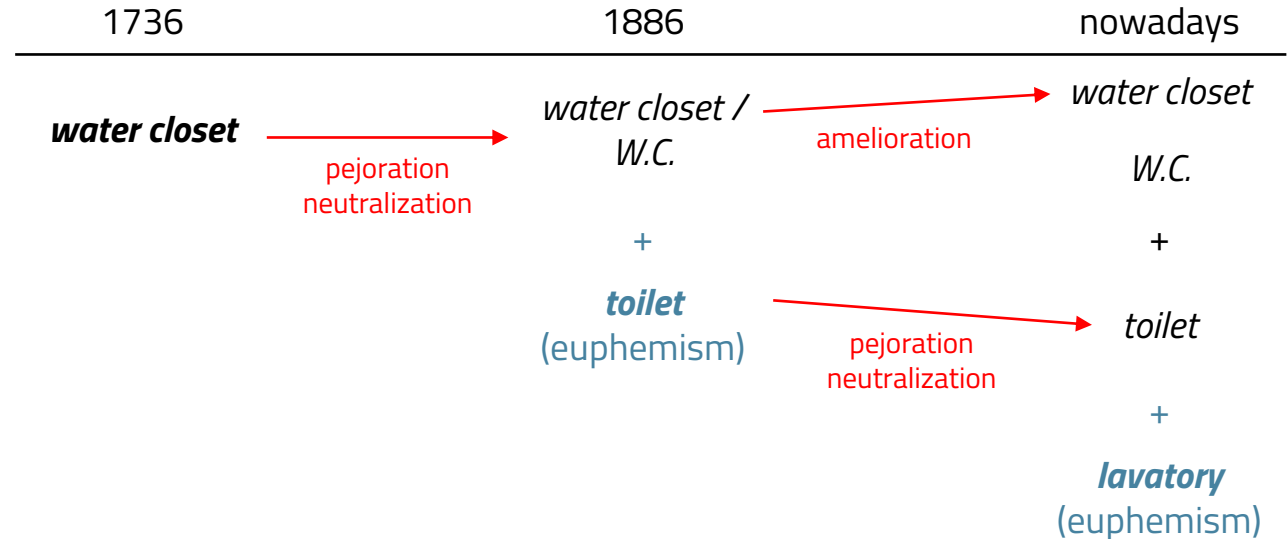 1736 1886 nowadays
water closet
pejoration
neutralization
water closet /
W.C.
+
toilet
(euphemism)
amelioration
pejoration
neutralization
water closet
W.C.
+
toilet
+
lavatory
(euphemism)